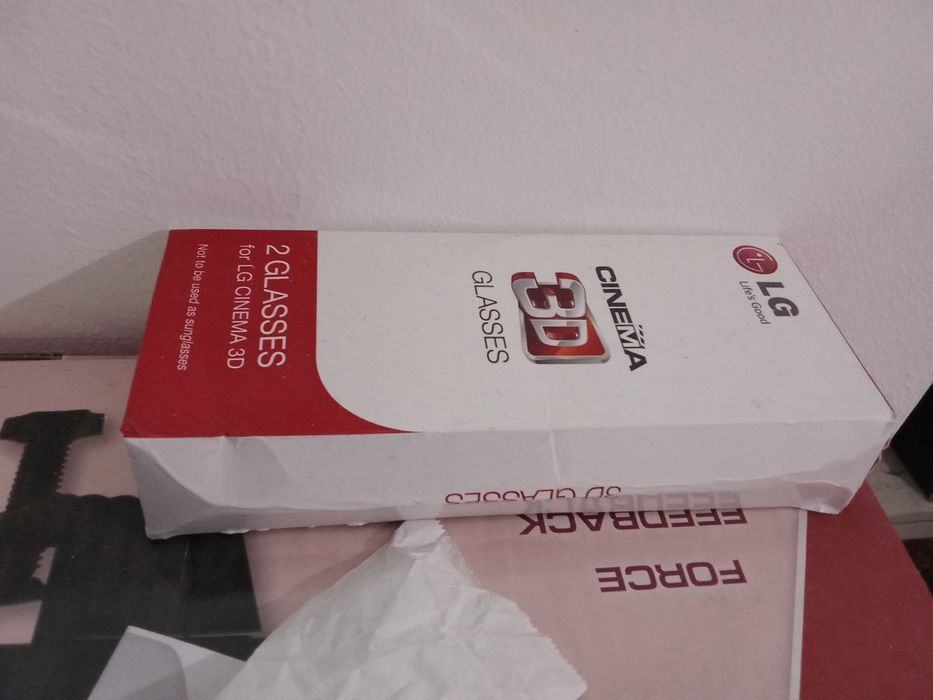 LG
Life's Good
CINEMA
3D
GLASSES
2 GLASSES
for LG CINEMA 3D
Not to be used as sunglasses
3D GLASSES
FORCE
FEEDBACK